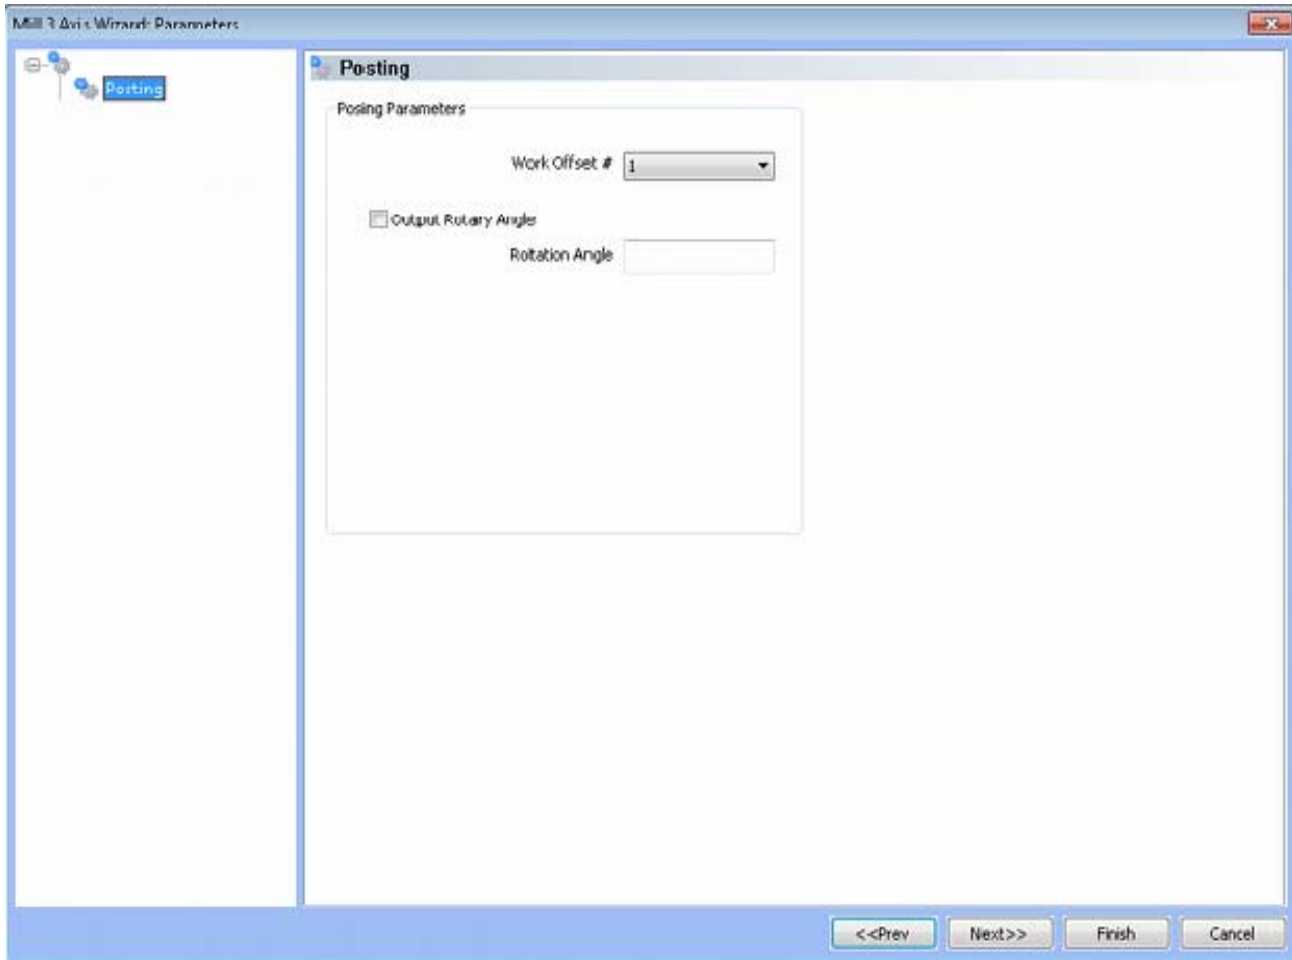 Mill 3 Axis Wizard: Parameters
Posting
Posting
Posing Parameters
Work Offset # 1
Output Rotary Angle
Roltation Angle
<<Prev Next>> Finish Cancel